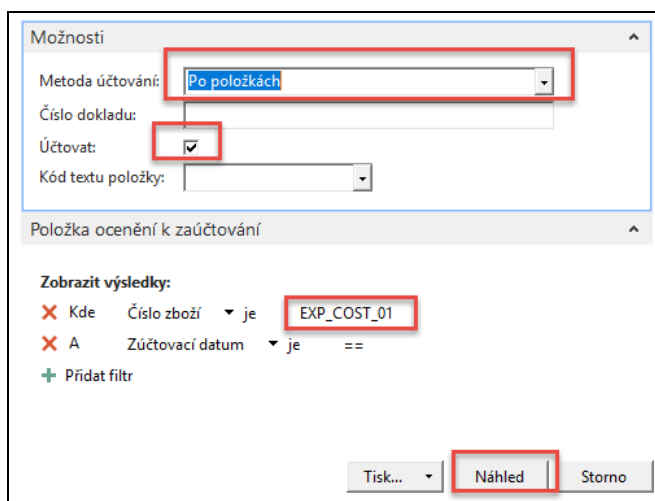 Možnosti
Metoda účtování: Po položkách
Číslo dokladu:
Účtovat:
Kód textu položky:
Položka ocenění k zaúčtování
Zobrazit výsledky:
Kde Číslo zboží je EXP_COST_01
A Zúčtovací datum je ==
Přidat filtr
Tisk... Náhled Storno